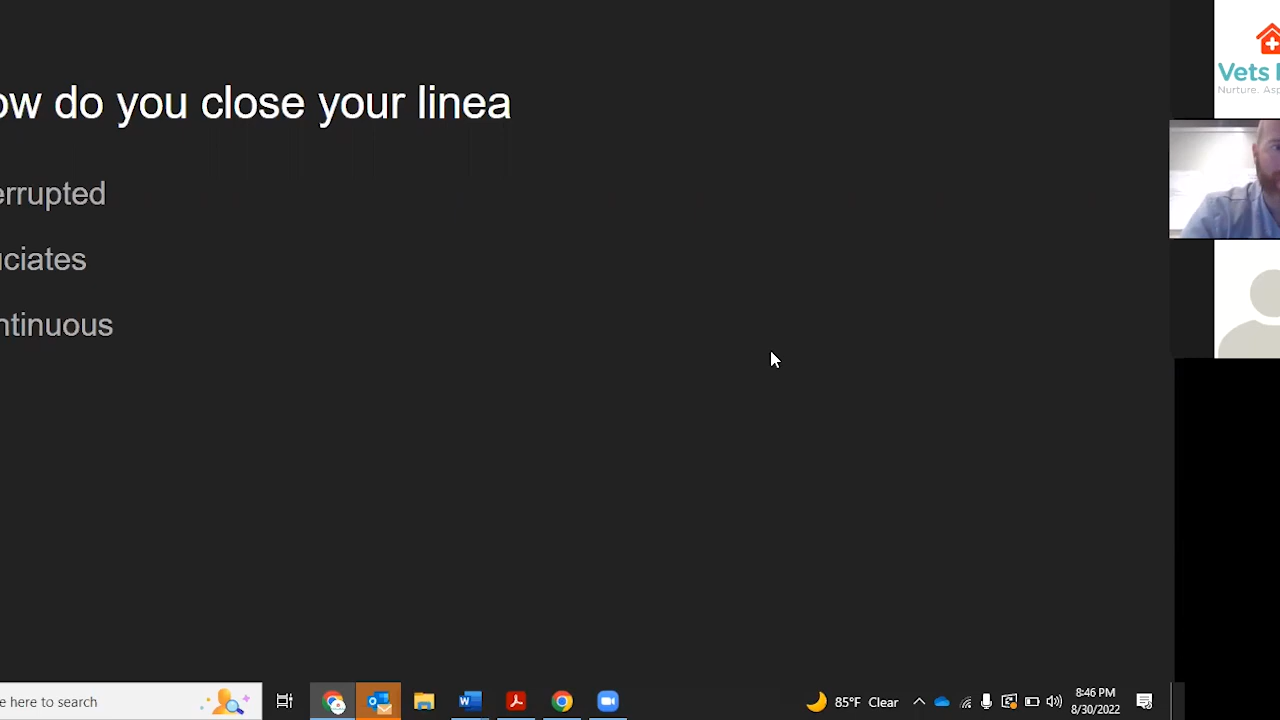 ow do you close your linea
errupted
uciates
ntinuous
Vets
Nurture. Asp
e here to search
85°F Clear
8:46 PM
8/30/2022